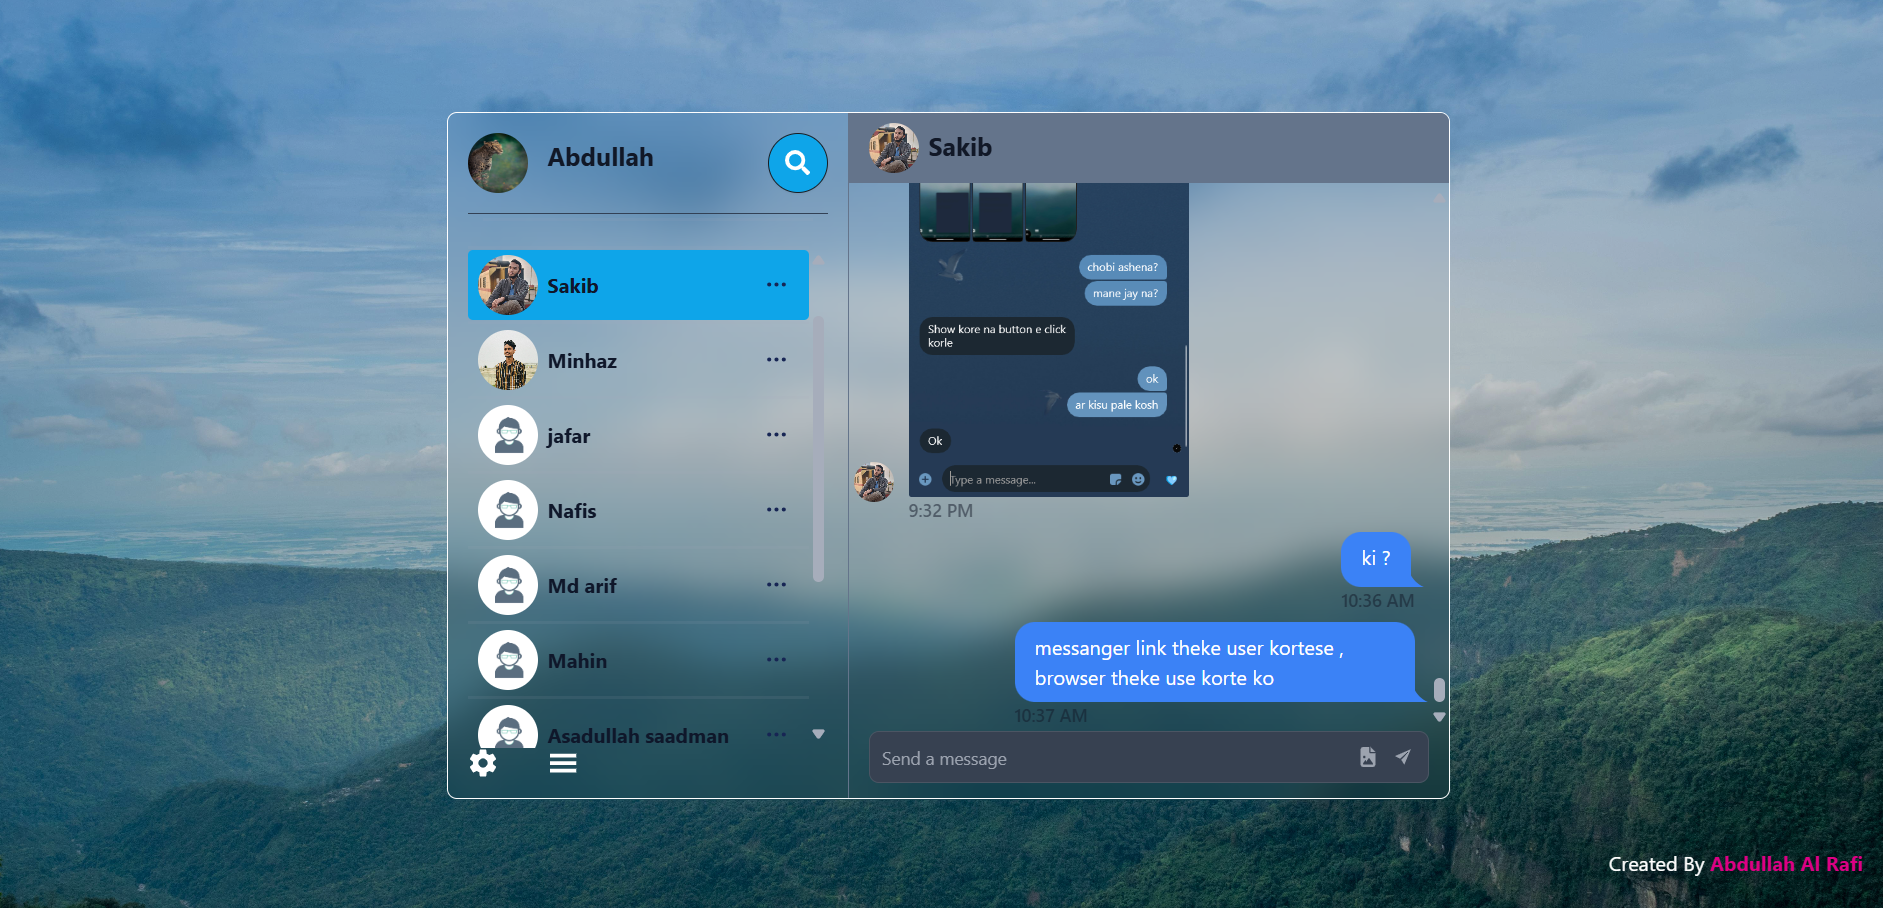 Abdullah
Sakib
Minhaz
jafar
Nafis
Md arif
Mahin
Asadullah saadman
Sakib
chobi ashena?
mane jay na?
Show kore na button e click
korle
ok
ar kisu pale kosh
Ok
Type a message...
9:32 PM
ki ?
10:36 AM
messanger link theke user kortese ,
browser theke use korte ko
10:37 AM
Send a message
Created By Abdullah Al Rafi